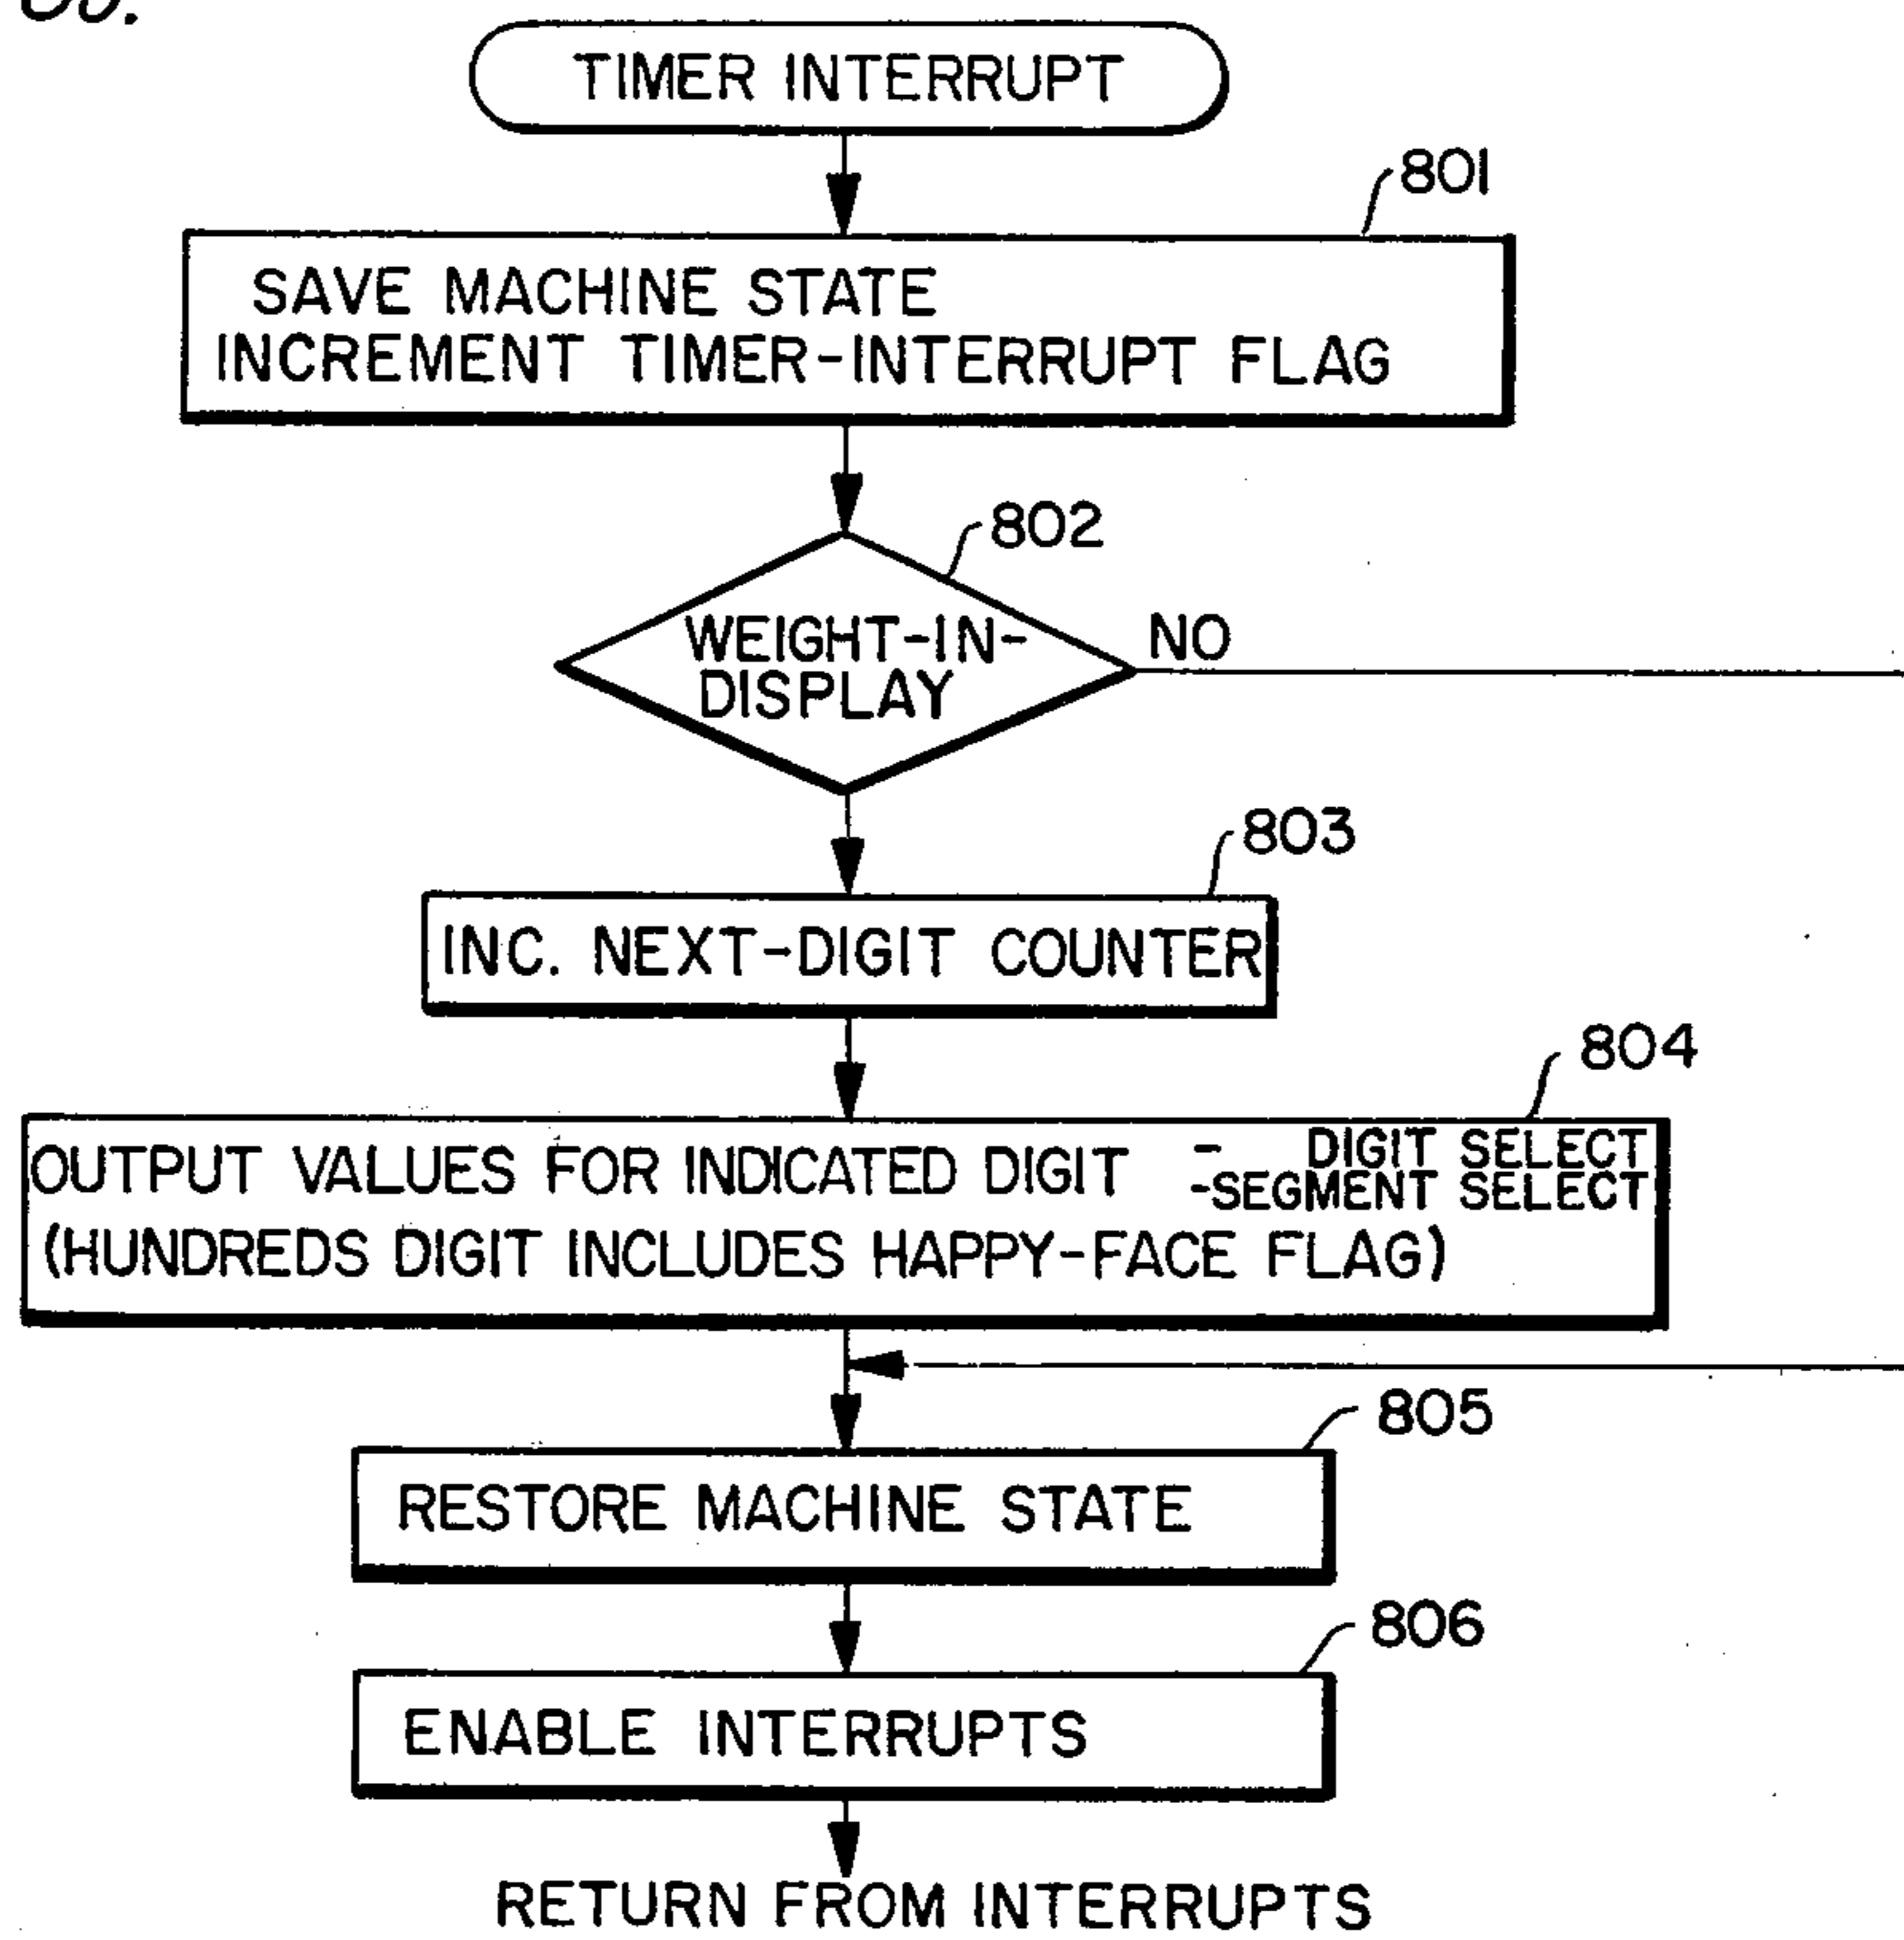 TIMER INTERRUPT
801
SAVE MACHINE STATE
INCREMENT TIMER-INTERRUPT FLAG
802
WEIGHT-IN-
DISPLAY
NO
803
INC. NEXT-DIGIT COUNTER
804
OUTPUT VALUES FOR INDICATED DIGIT - DIGIT SELECT
-SEGMENT SELECT
(HUNDREDS DIGIT INCLUDES HAPPY-FACE FLAG)
805
RESTORE MACHINE STATE
806
ENABLE INTERRUPTS
RETURN FROM INTERRUPTS